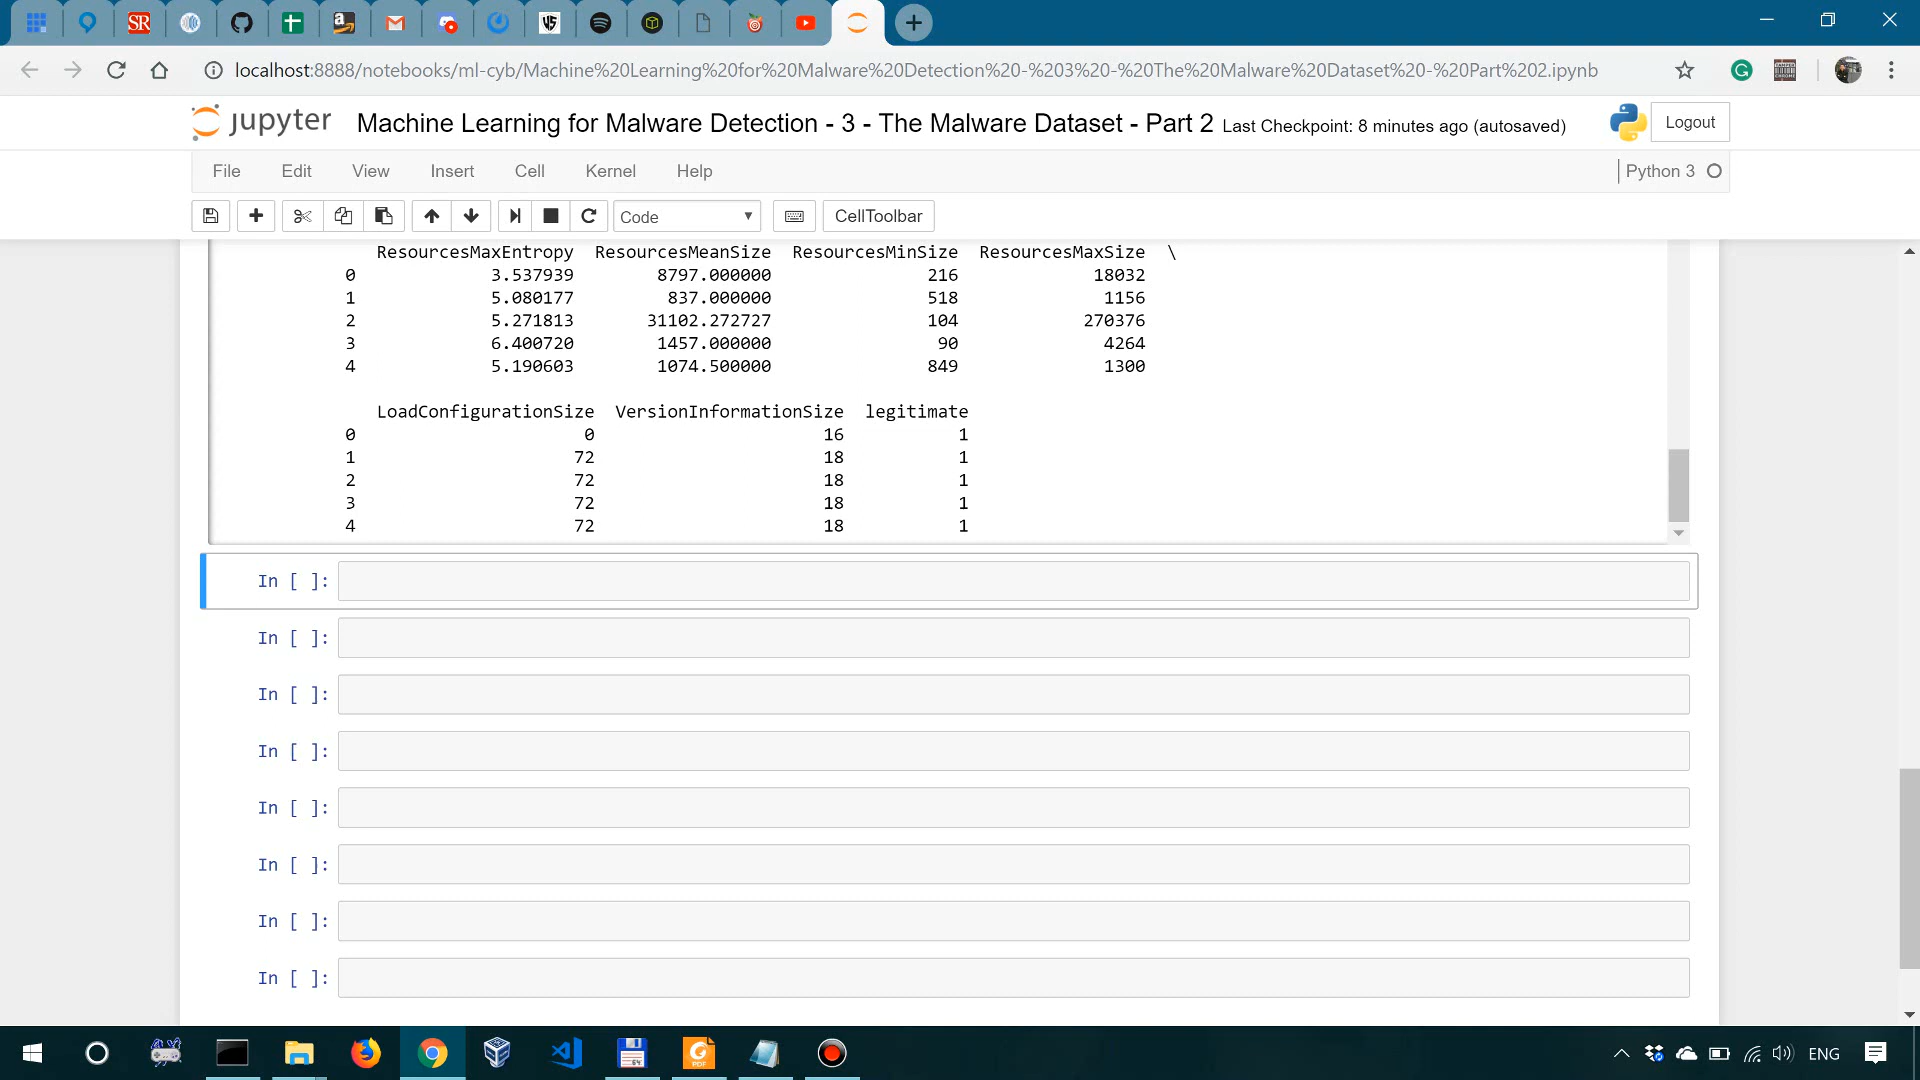 localhost:8888/notebooks/ml-cyb/Machine%20Learning%20for%20Malware%20Detection%20-%203%20-%20The%20Malware%20Dataset%20-%20Part%202.ipynb
jupyter Machine Learning for Malware Detection - 3 - The Malware Dataset - Part 2 Last Checkpoint: 8 minutes ago (autosaved) Logout
File Edit View Insert Cell Kernel Help Python 3
Code CellToolbar
ResourcesMaxEntropy ResourcesMeanSize ResourcesMinSize ResourcesMaxSize \
0 3.537939 8797.000000 216 18032
1 5.080177 837.000000 518 1156
2 5.271813 31102.272727 104 270376
3 6.400720 1457.000000 90 4264
4 5.190603 1074.500000 849 1300
LoadConfigurationSize VersionInformationSize legitimate
0 0 16 1
1 72 18 1
2 72 18 1
3 72 18 1
4 72 18 1
In [ ]:
In [ ]:
In [ ]:
In [ ]:
In [ ]:
In [ ]:
In [ ]:
In [ ]:
ENG